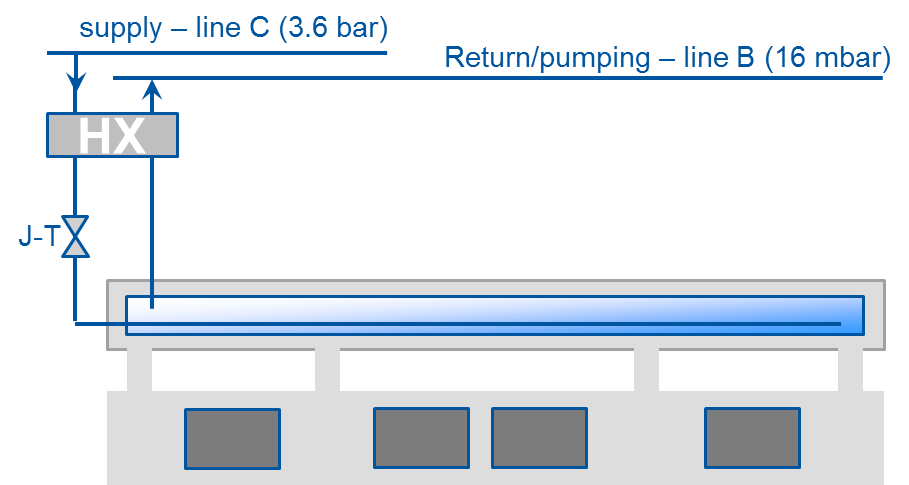 supply – line C (3.6 bar)
Return/pumping – line B (16 mbar)
HX
J-T